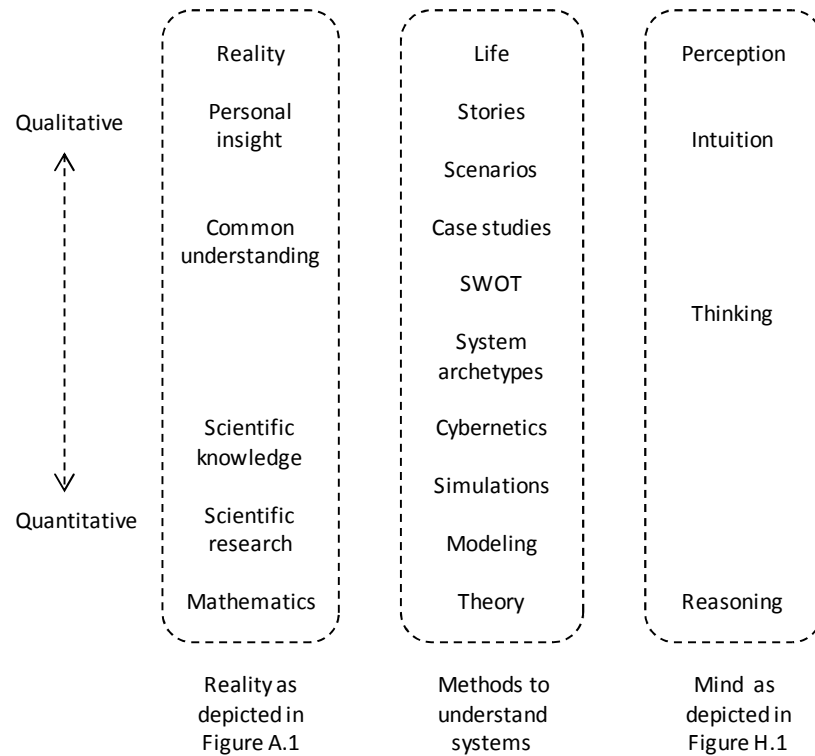 Qualitative
Quantitative
Reality
Personal
insight
Common
understanding
Scientific
knowledge
Scientific
research
Mathematics
Reality as
depicted in
Figure A.1
Life
Stories
Scenarios
Case studies
SWOT
System
archetypes
Cybernetics
Simulations
Modeling
Theory
Methods to
understand
systems
Perception
Intuition
Thinking
Reasoning
Mind as
depicted in
Figure H.1